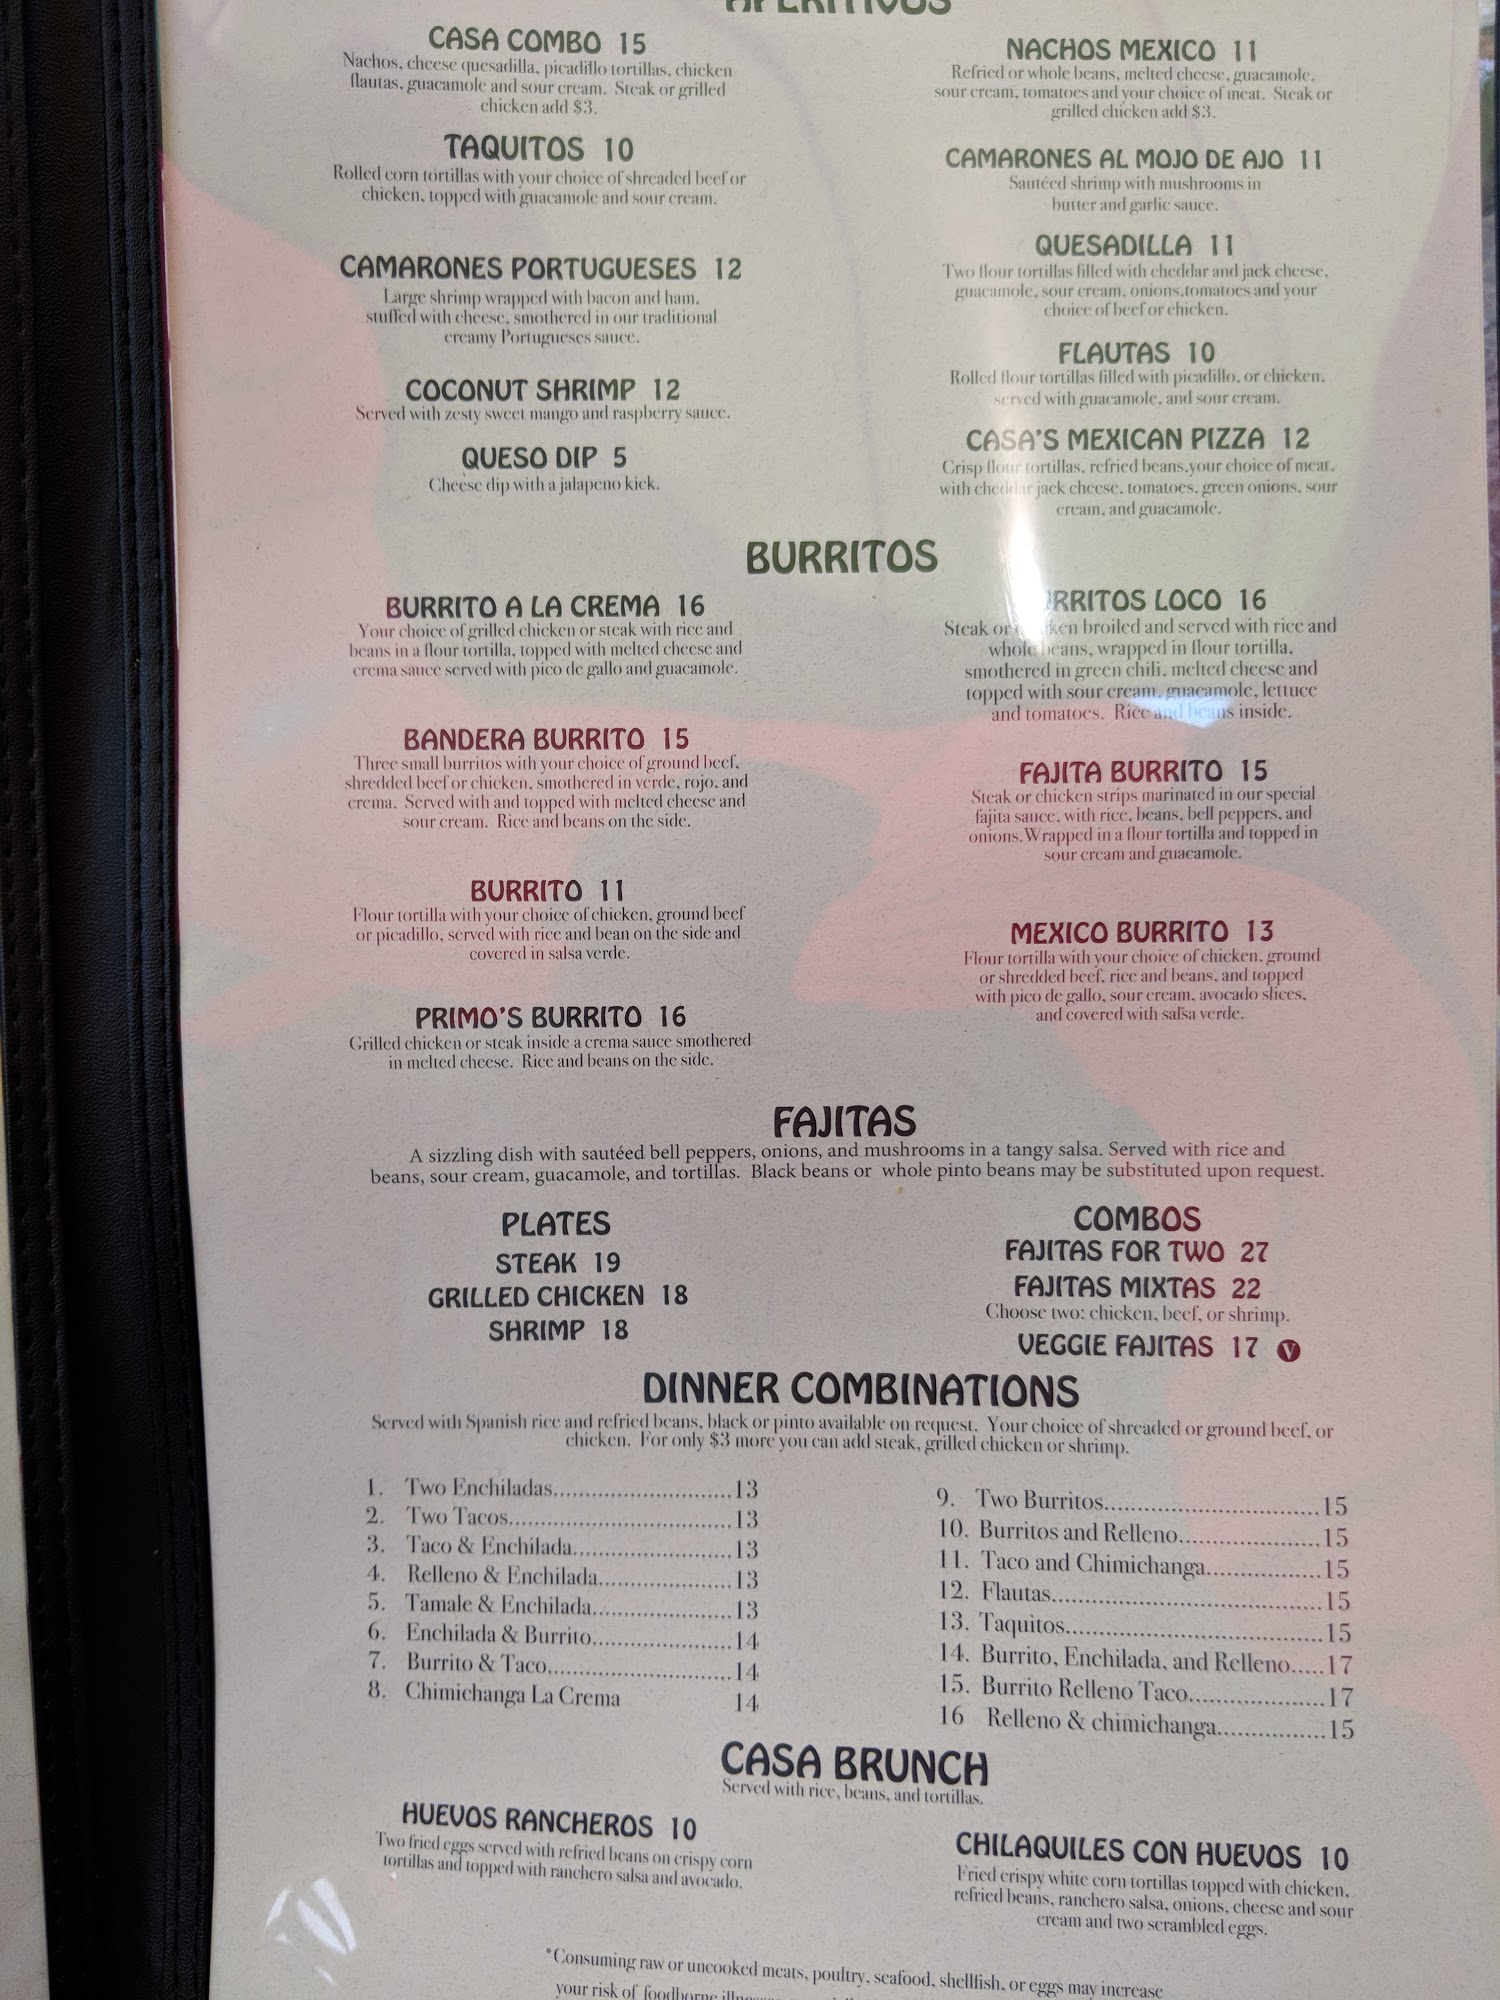 APERITIVOS
CASA COMBO 15
Nachos, cheese quesadilla, picadillo tortillas, chicken
flautas, guacamole and sour cream. Steak or grilled
chicken add $3.
TAQUITOS 10
Rolled corn tortillas with your choice of shreaded beef or
chicken, topped with guacamole and sour cream.
CAMARONES PORTUGUESES 12
Large shrimp wrapped with bacon and ham,
stuffed with cheese, smothered in our traditional
creamy Portugueses sauce.
COCONUT SHRIMP 12
Served with zesty sweet mango and raspberry sauce.
QUESO DIP 5
Cheese dip with a jalapeno kick.
NACHOS MEXICO 11
Refried or whole beans, melted cheese, guacamole,
sour cream, tomatoes and your choice of meat. Steak or
grilled chicken add $3.
CAMARONES AL MOJO DE AJO 11
Sautéed shrimp with mushrooms in
butter and garlic sauce.
QUESADILLA 11
Two flour tortillas filled with cheddar and jack cheese,
guacamole, sour cream, onions,tomatoes and your
choice of beef or chicken.
FLAUTAS 10
Rolled flour tortillas filled with picadillo, or chicken,
served with guacamole, and sour cream.
CASA'S MEXICAN PIZZA 12
Crisp flour tortillas, refried beans,your choice of meat,
with cheddar jack cheese, tomatoes, green onions, sour
cream, and guacamole.
BURRITOS
BURRITO A LA CREMA 16
Your choice of grilled chicken or steak with rice and
beans in a flour tortilla, topped with melted cheese and
crema sauce served with pico de gallo and guacamole.
BANDERA BURRITO 15
Three small burritos with your choice of ground beef,
shredded beef or chicken, smothered in verde, rojo, and
crema. Served with and topped with melted cheese and
sour cream. Rice and beans on the side.
BURRITO 11
Flour tortilla with your choice of chicken, ground beef
or picadillo, served with rice and bean on the side and
covered in salsa verde.
PRIMO'S BURRITO 16
Grilled chicken or steak inside a crema sauce smothered
in melted cheese. Rice and beans on the side.
BURRITOS LOCO 16
Steak or chicken broiled and served with rice and
whole beans, wrapped in flour tortilla,
smothered in green chili, melted cheese and
topped with sour cream, guacamole, lettuce
and tomatoes. Rice and beans inside.
FAJITA BURRITO 15
Steak or chicken strips marinated in our special
fajita sauce, with rice, beans, bell peppers, and
onions.Wrapped in a flour tortilla and topped in
sour cream and guacamole.
MEXICO BURRITO 13
Flour tortilla with your choice of chicken, ground
or shredded beef, rice and beans, and topped
with pico de gallo, sour cream, avocado slices,
and covered with salsa verde.
FAJITAS
A sizzling dish with sautéed bell peppers, onions, and mushrooms in a tangy salsa. Served with rice and
beans, sour cream, guacamole, and tortillas. Black beans or whole pinto beans may be substituted upon request.
PLATES
STEAK 19
GRILLED CHICKEN 18
SHRIMP 18
COMBOS
FAJITAS FOR TWO 27
FAJITAS MIXTAS 22
Choose two: chicken, beef, or shrimp.
VEGGIE FAJITAS 17 V
DINNER COMBINATIONS
Served with Spanish rice and refried beans, black or pinto available on request. Your choice of shreaded or ground beef, or
chicken. For only $3 more you can add steak, grilled chicken or shrimp.
1. Two Enchiladas..............................13
2. Two Tacos......................................13
3. Taco & Enchilada...........................13
4. Relleno & Enchilada......................13
5. Tamale & Enchilada.......................13
6. Enchilada & Burrito.......................14
7. Burrito & Taco...............................14
8. Chimichanga La Crema 14
9. Two Burritos....................................15
10. Burritos and Relleno.......................15
11. Taco and Chimichanga...................15
12. Flautas.............................................15
13. Taquitos...........................................15
14. Burrito, Enchilada, and Relleno.....17
15. Burrito Relleno Taco.......................17
16 Relleno & chimichanga..................15
CASA BRUNCH
Served with rice, beans, and tortillas.
HUEVOS RANCHEROS 10
Two fried eggs served with refried beans on crispy corn
tortillas and topped with ranchero salsa and avocado.
CHILAQUILES CON HUEVOS 10
Fried crispy white corn tortillas topped with chicken,
refried beans, ranchero salsa, onions, cheese and sour
cream and two scrambled eggs.
*Consuming raw or uncooked meats, poultry, seafood, shellfish, or eggs may increase
your risk of foodborne